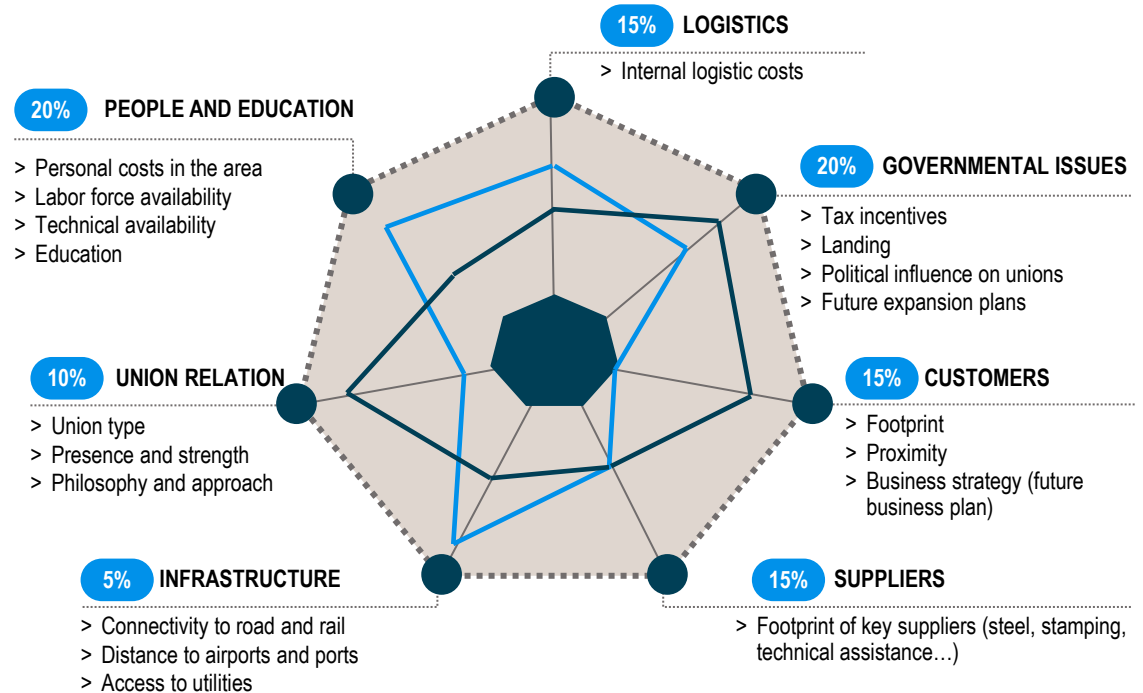 15% LOGISTICS
> Internal logistic costs
20% PEOPLE AND EDUCATION
> Personal costs in the area
> Labor force availability
> Technical availability
> Education
20% GOVERNMENTAL ISSUES
> Tax incentives
> Landing
> Political influence on unions
> Future expansion plans
10% UNION RELATION
> Union type
> Presence and strength
> Philosophy and approach
15% CUSTOMERS
> Footprint
> Proximity
> Business strategy (future
business plan)
5% INFRASTRUCTURE
> Connectivity to road and rail
> Distance to airports and ports
> Access to utilities
15% SUPPLIERS
> Footprint of key suppliers (steel, stamping,
technical assistance…)